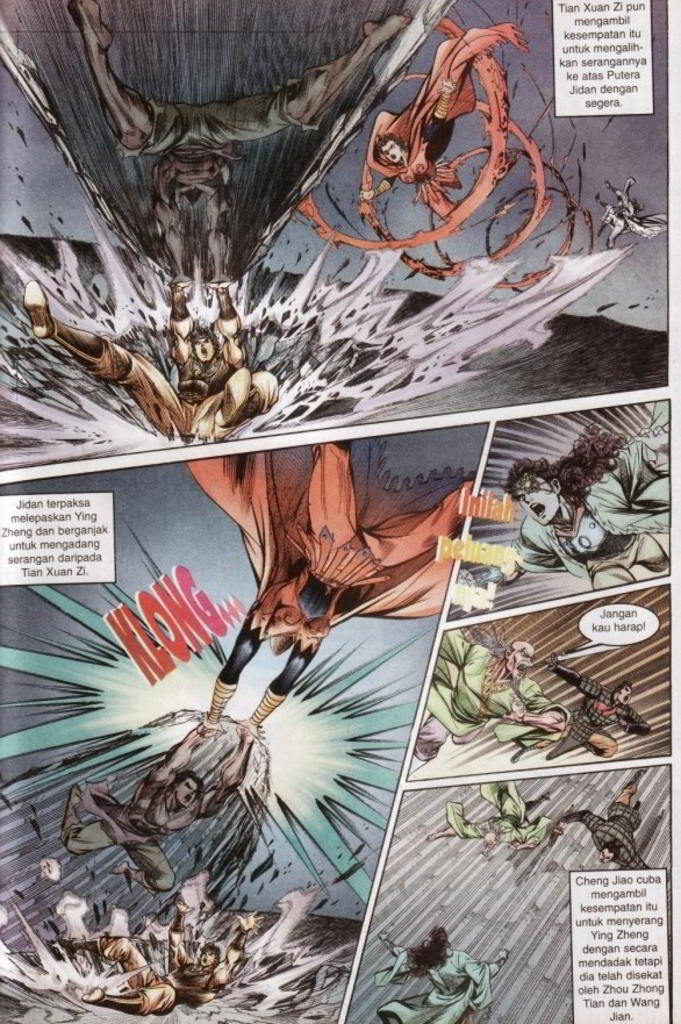 Tian Xuan Zi pun
mengambil
kesempatan itu
untuk mengalih-
kan serangannya
ke atas Putera
Jidan dengan
segera.
Jidan terpaksa
melepaskan Ying
Zheng dan berganjak
untuk mengadang
serangan daripada
Tian Xuan Zi.
KLONG...
Inilah
peluang
Jangan
kau harap!
Cheng Jiao cuba
mengambil
kesempatan itu
untuk menyerang
Ying Zheng
dengan secara
mendadak tetapi
dia telah disekat
oleh Zhou Zhong
Tian dan Wang
Jian.